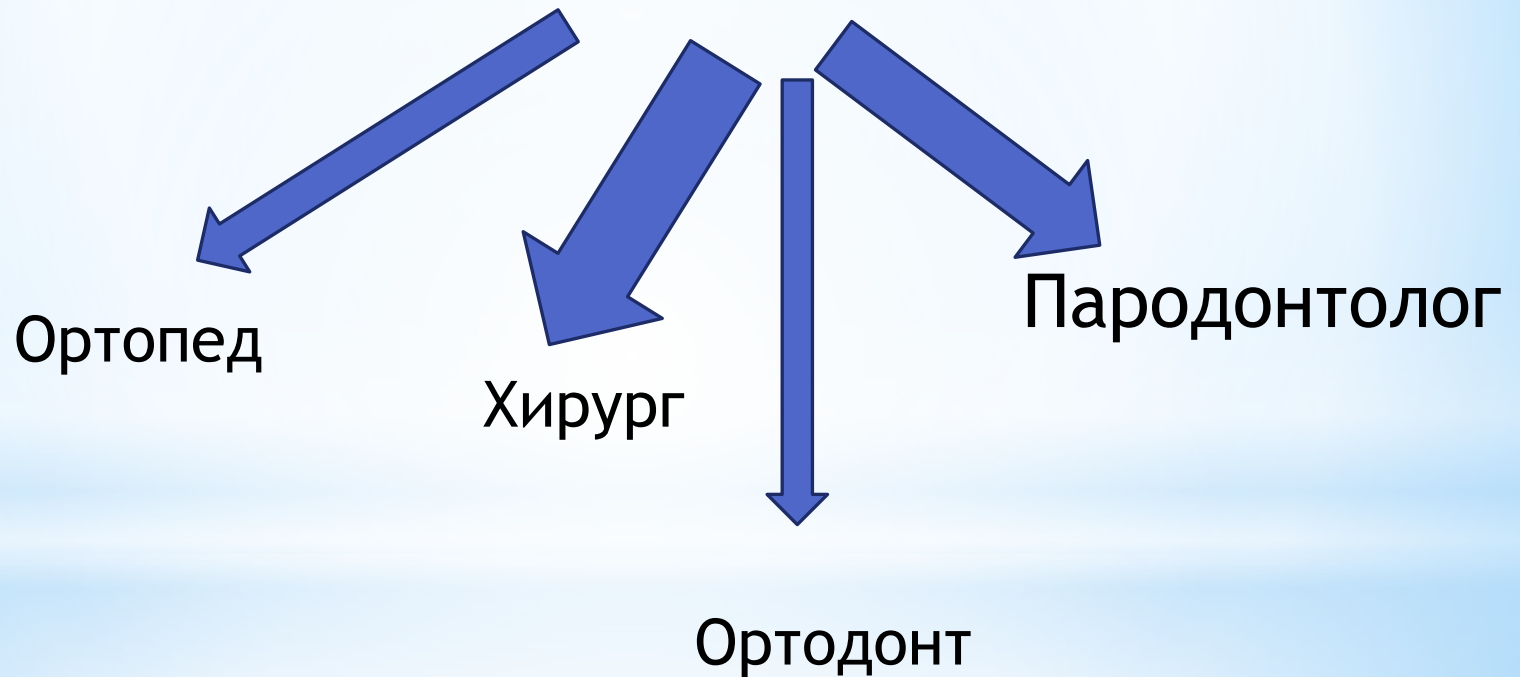 Ортопед
Хирург
Ортодонт
Пародонтолог